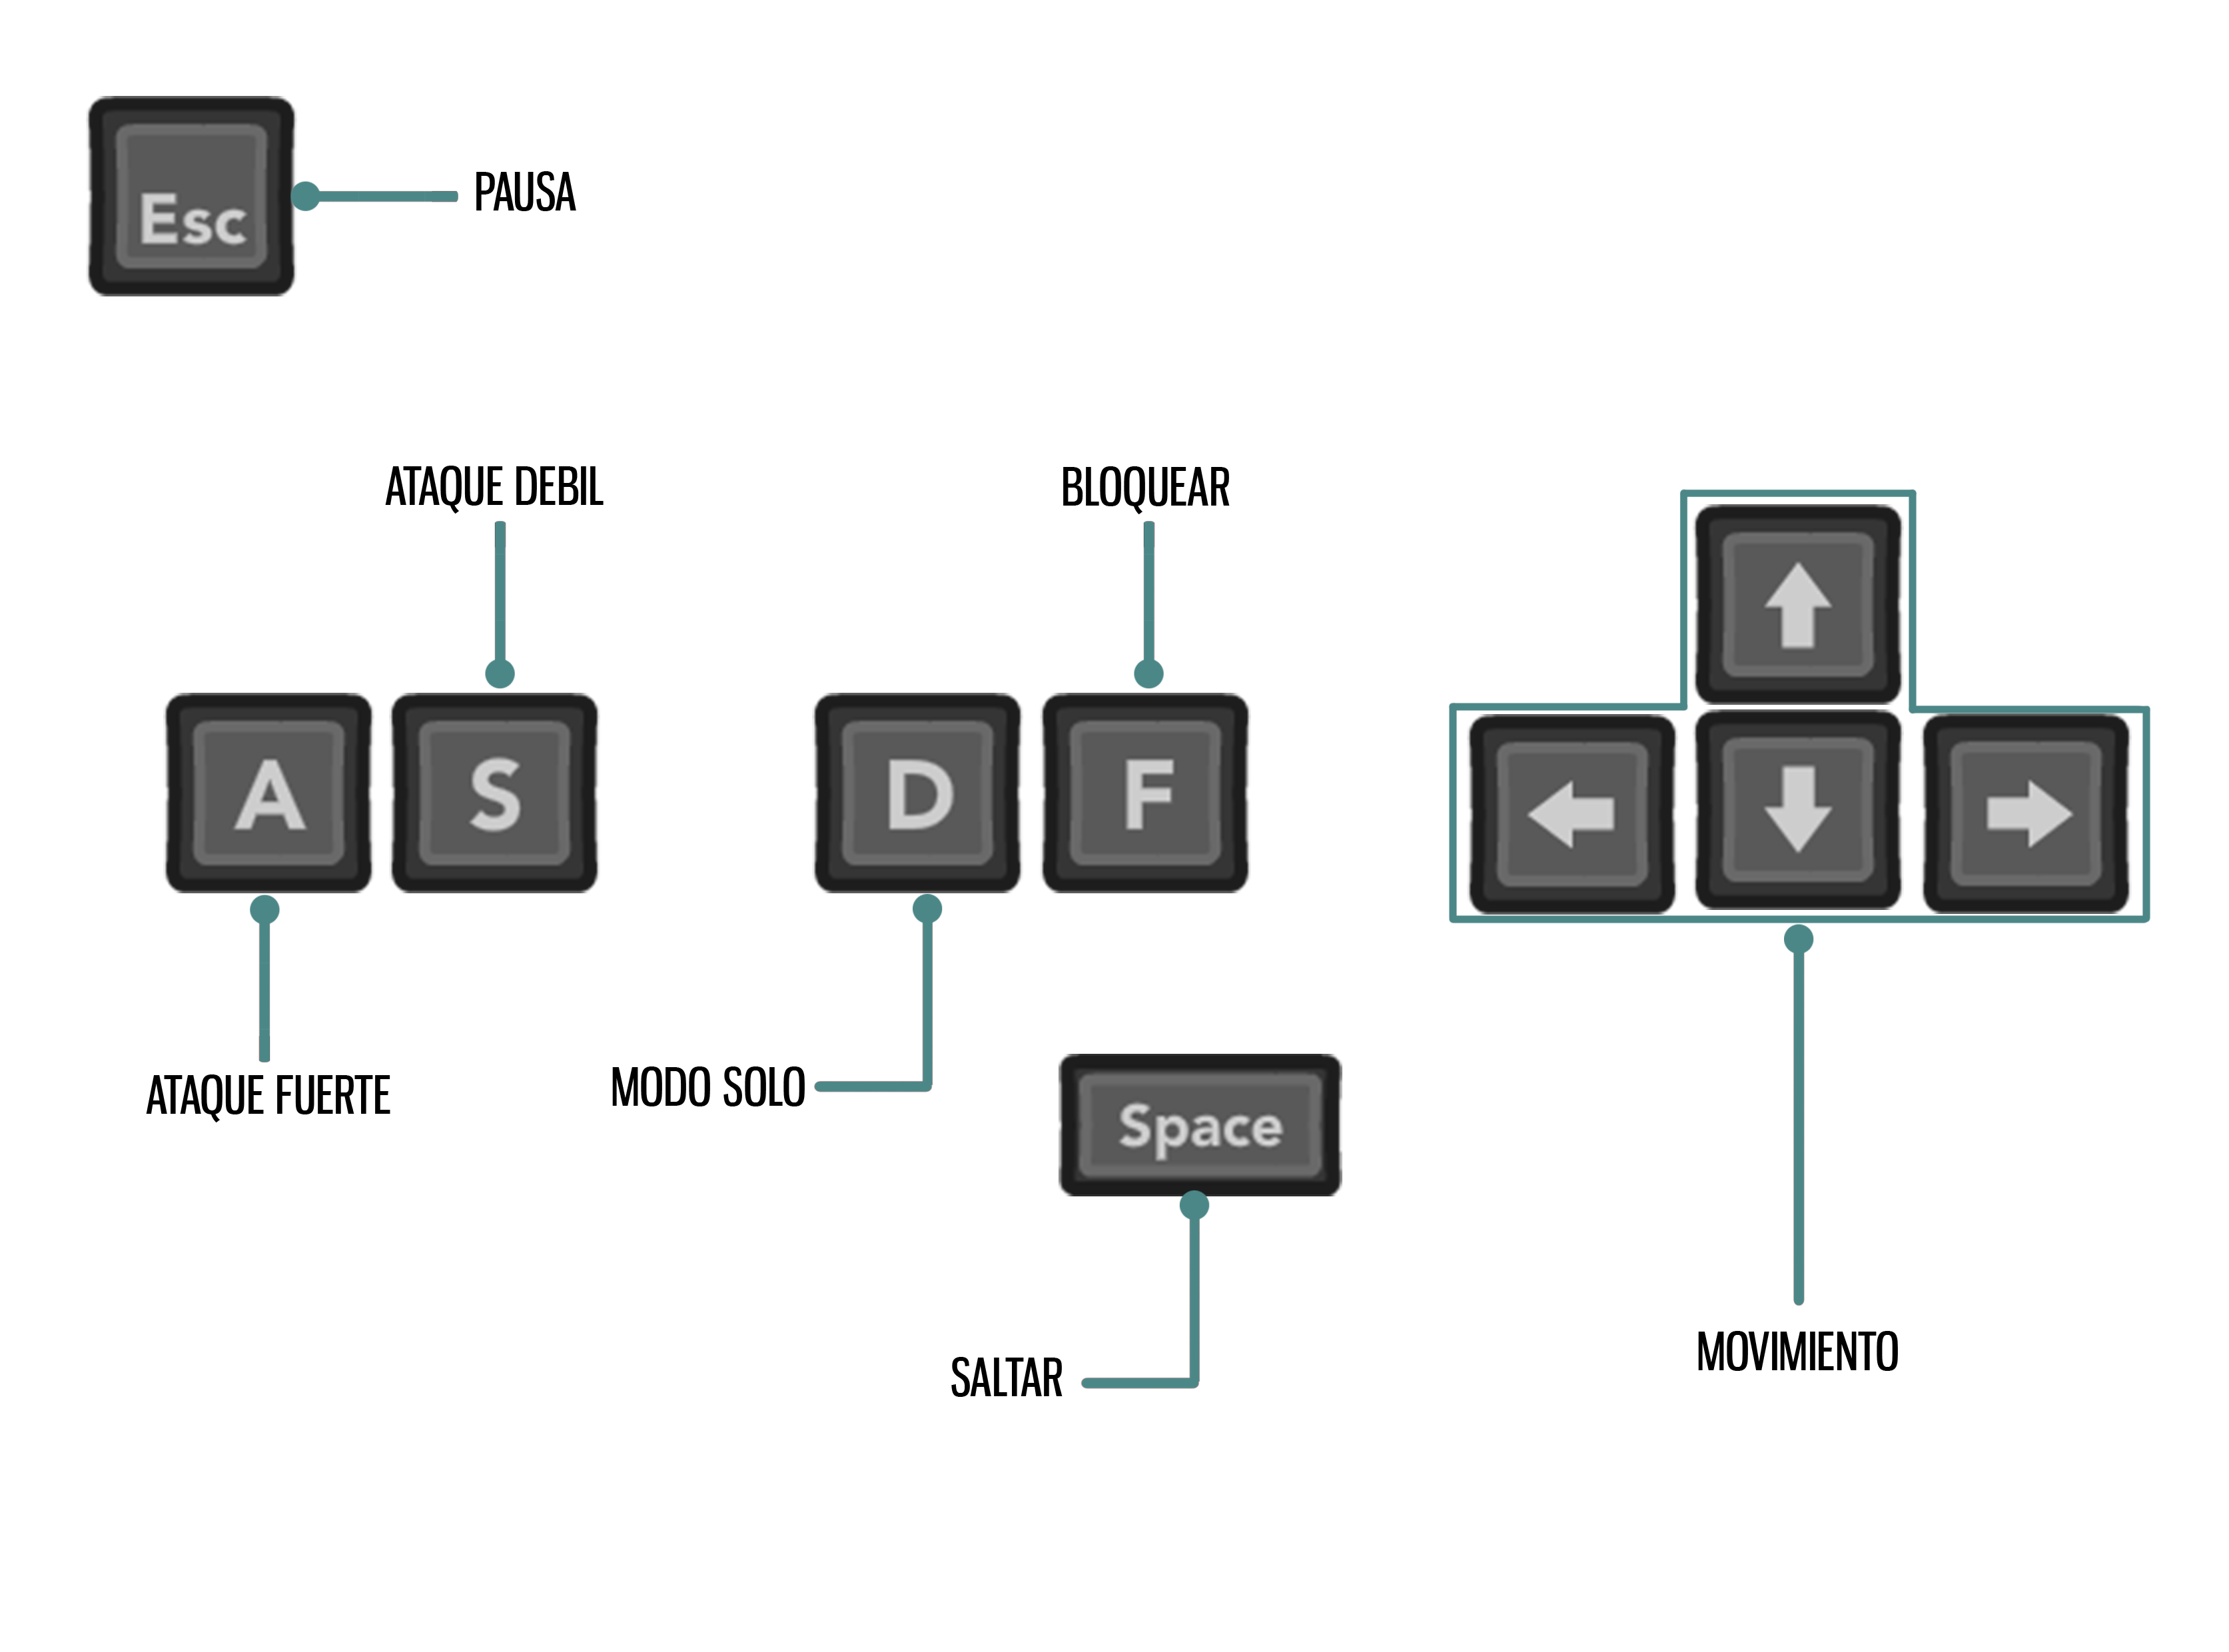 Esc
PAUSA
ATAQUE DEBIL
BLOQUEAR
A
S
D
F
ATAQUE FUERTE
MODO SOLO
Space
SALTAR
MOVIMIENTO